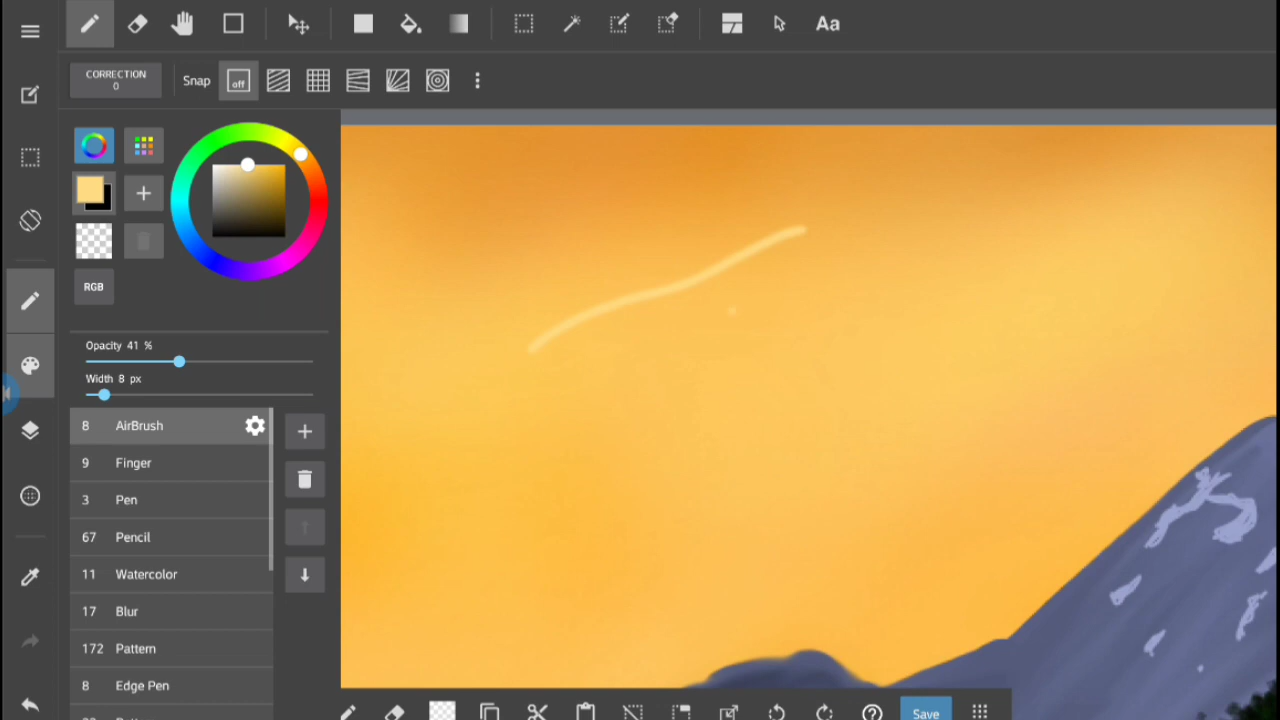 Aa
CORRECTION
0
Snap
off
RGB
Opacity 41 %
Width 8 px
8 AirBrush
9 Finger
3 Pen
67 Pencil
11 Watercolor
17 Blur
172 Pattern
8 Edge Pen
Save